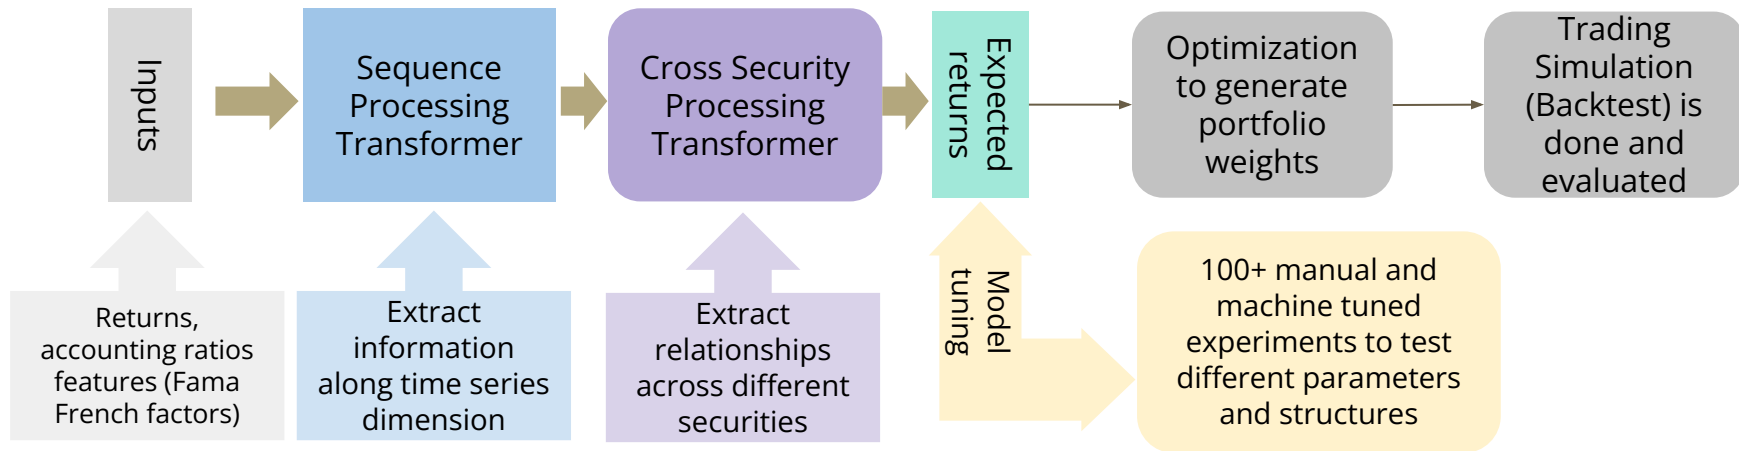 Inputs
Sequence
Processing
Transformer
Cross Security
Processing
Transformer
Expected
returns
Optimization
to generate
portfolio
weights
Trading
Simulation
(Backtest) is
done and
evaluated
Returns,
accounting ratios
features (Fama
French factors)
Extract
information
along time series
dimension
Extract
relationships
across different
securities
Model
tuning
100+ manual and
machine tuned
experiments to test
different parameters
and structures